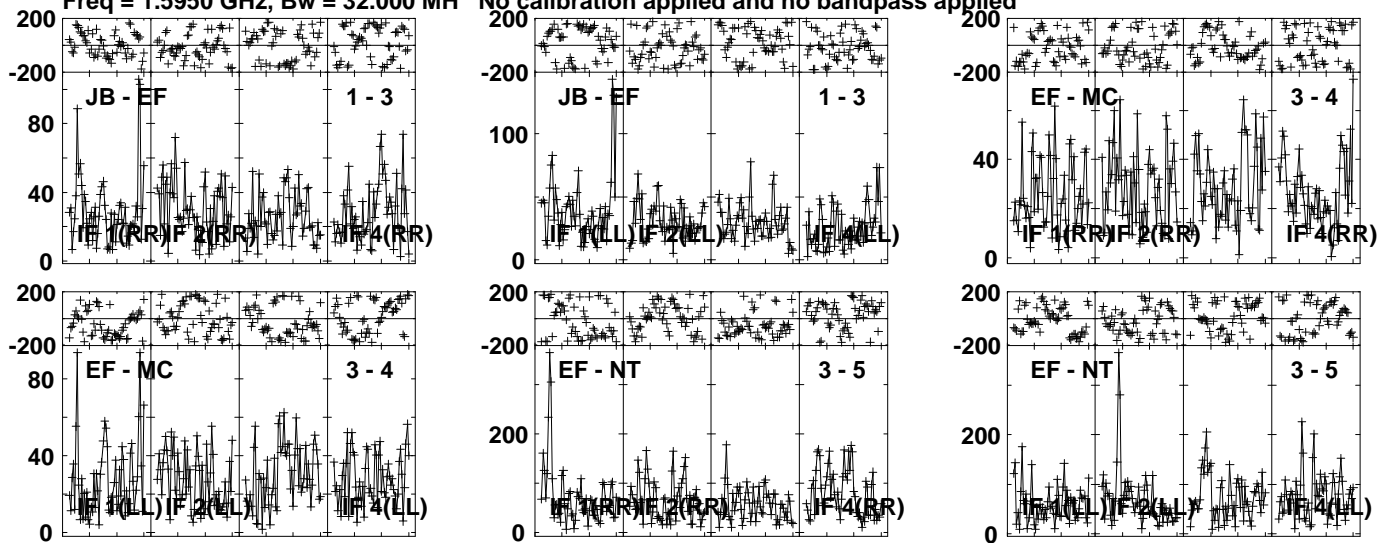 Freq = 1.5950 GHz, Bw = 32.000 MH No calibration applied and no bandpass applied
200
-200
JB - EF 1 - 3
80
40
0
IF 1(RR) IF 2(RR) IF 4(RR)
200
-200
JB - EF 1 - 3
100
0
IF 1(LL) IF 2(LL) IF 4(LL)
200
-200
EF - MC 3 - 4
40
0
IF 1(RR) IF 2(RR) IF 4(RR)
200
-200
EF - MC 3 - 4
80
40
0
IF 1(LL) IF 2(LL) IF 4(LL)
200
-200
EF - NT 3 - 5
200
0
IF 1(RR) IF 2(RR) IF 4(RR)
200
-200
EF - NT 3 - 5
200
0
IF 1(LL) IF 2(LL) IF 4(LL)